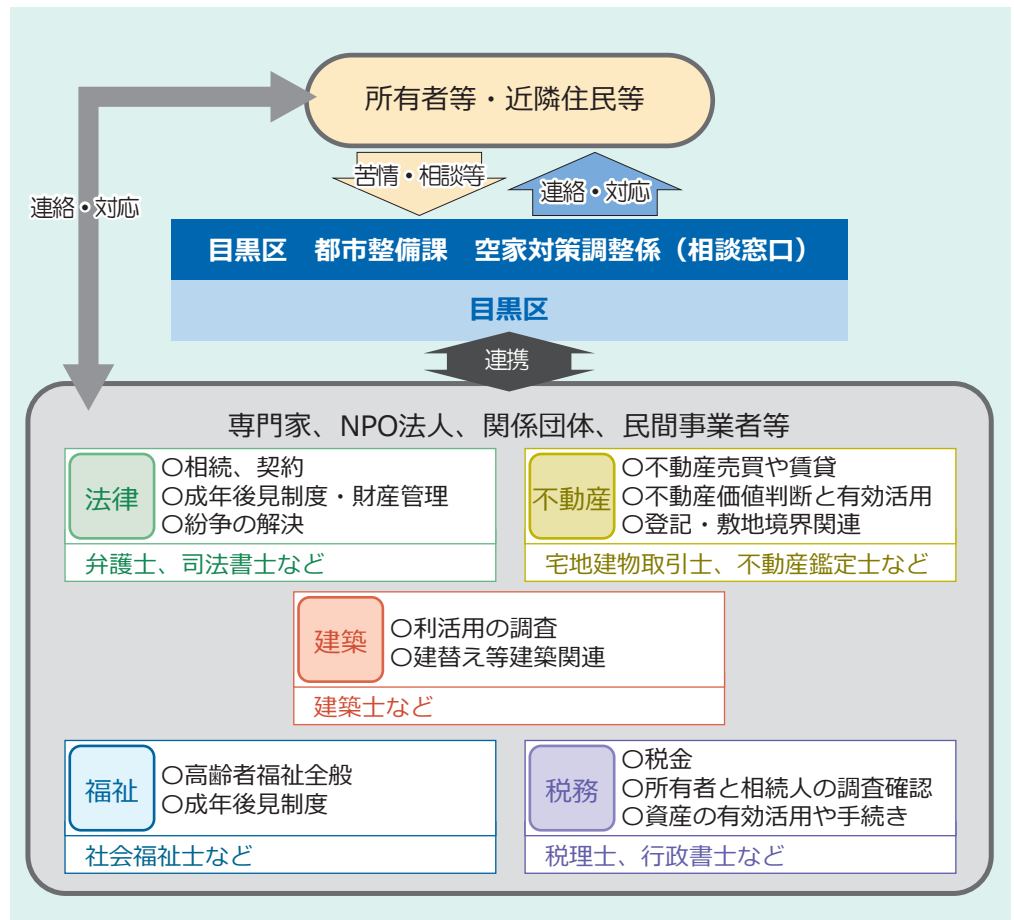 所有者等・近隣住民等
苦情・相談等
連絡・対応
連絡・対応
目黒区　都市整備課　空家対策調整係（相談窓口）
目黒区
連携
専門家、NPO法人、関係団体、民間事業者等
法律
○相続、契約
○成年後見制度・財産管理
○紛争の解決
弁護士、司法書士など
不動産
○不動産売買や賃貸
○不動産価値判断と有効活用
○登記・敷地境界関連
宅地建物取引士、不動産鑑定士など
建築
○利活用の調査
○建替え等建築関連
建築士など
福祉
○高齢者福祉全般
○成年後見制度
社会福祉士など
税務
○税金
○所有者と相続人の調査確認
○資産の有効活用や手続き
税理士、行政書士など